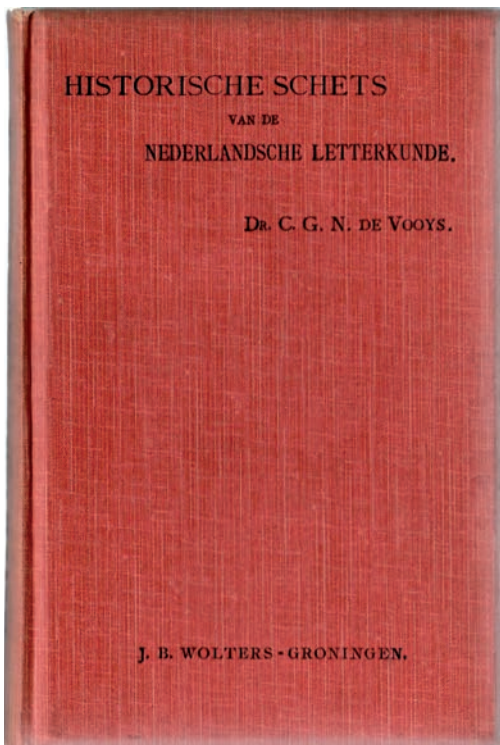 HISTORISCHE SCHETS
VAN DE
NEDERLANDSCHE LETTERKUNDE.
DR. C. G. N. DE VOOYS.
J. B. WOLTERS - GRONINGEN.